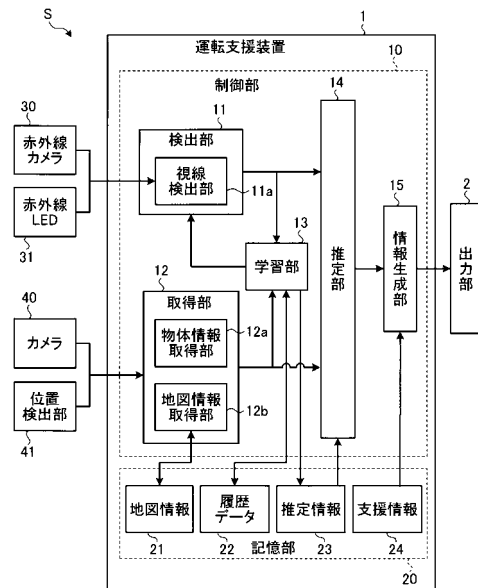 S
1
運転支援装置
10
制御部
14
11
検出部
視線
検出部
11a
30
赤外線
カメラ
赤外線
LED
31
13
学習部
推定部
15
情報生成部
2
出力部
12
取得部
物体情報
取得部
12a
地図情報
取得部
12b
40
カメラ
位置
検出部
41
地図情報
21
履歴
データ
22
推定情報
23
支援情報
24
記憶部
20